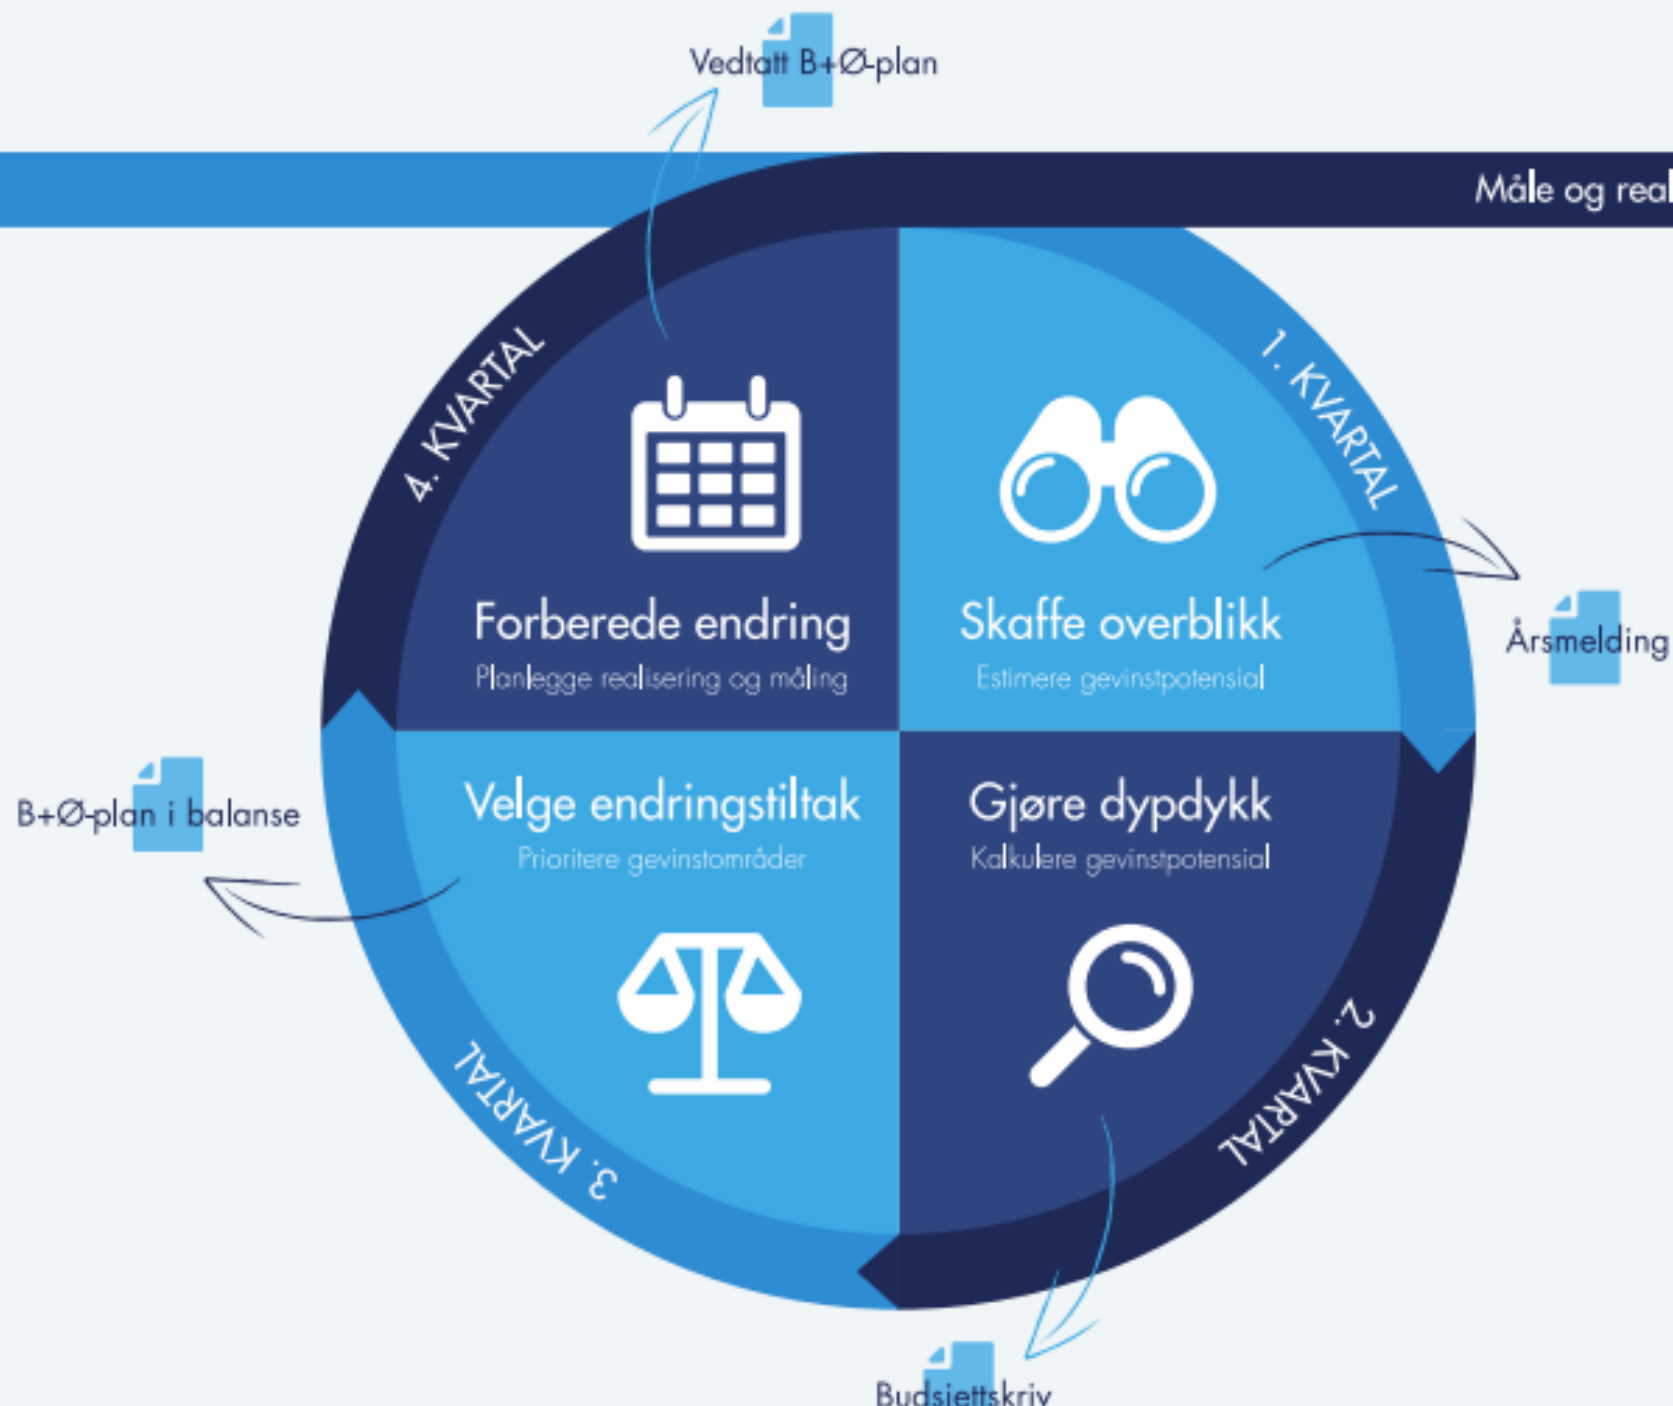 Vedtatt B+Ø-plan
Måle og real
4. KVARTAL
1. KVARTAL
Forberede endring
Planlegge realisering og måling
Skaffe overblikk
Estimere gevinstpotensial
Årsmelding
B+Ø-plan i balanse
Velge endringstiltak
Prioritere gevinstområder
Gjøre dypdykk
Kalkulere gevinstpotensial
3. KVARTAL
2. KVARTAL
Budsjettskriv